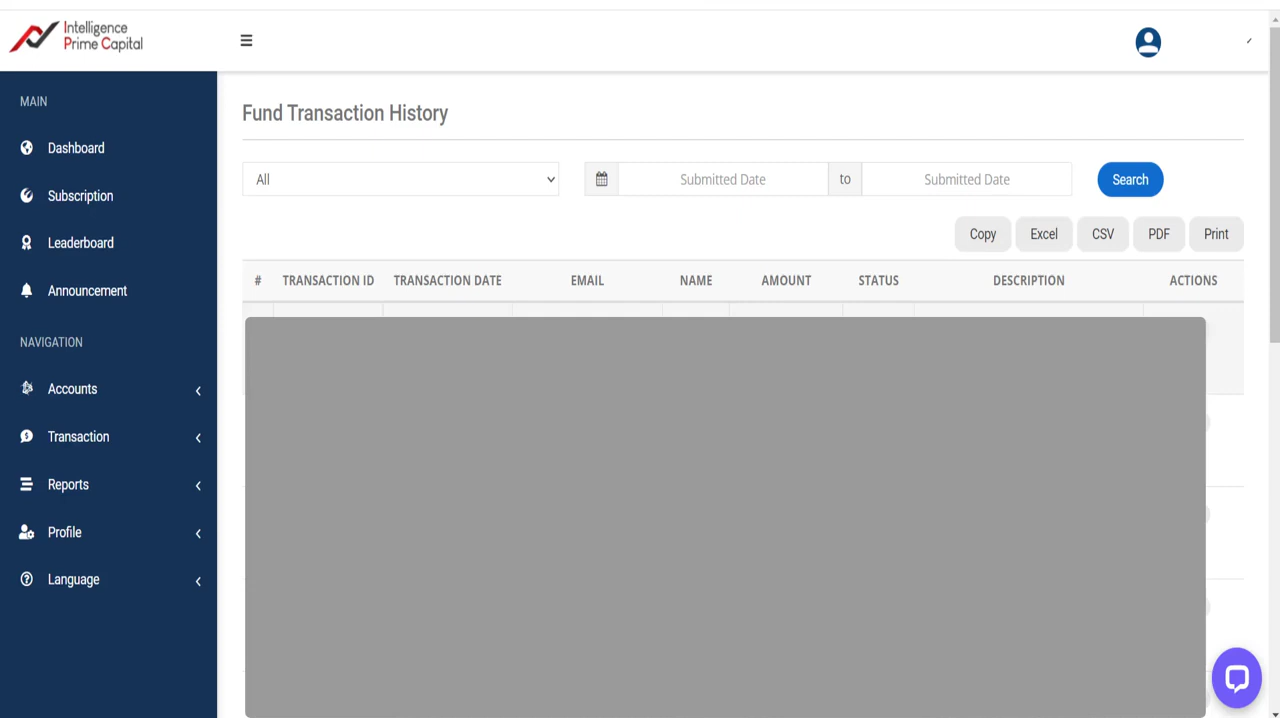 Intelligence
Prime Capital
MAIN
Dashboard
Subscription
Leaderboard
Announcement
NAVIGATION
Accounts
Transaction
Reports
Profile
Language
Fund Transaction History
All
Submitted Date to Submitted Date
Search
Copy Excel CSV PDF Print
# TRANSACTION ID TRANSACTION DATE EMAIL NAME AMOUNT STATUS DESCRIPTION ACTIONS